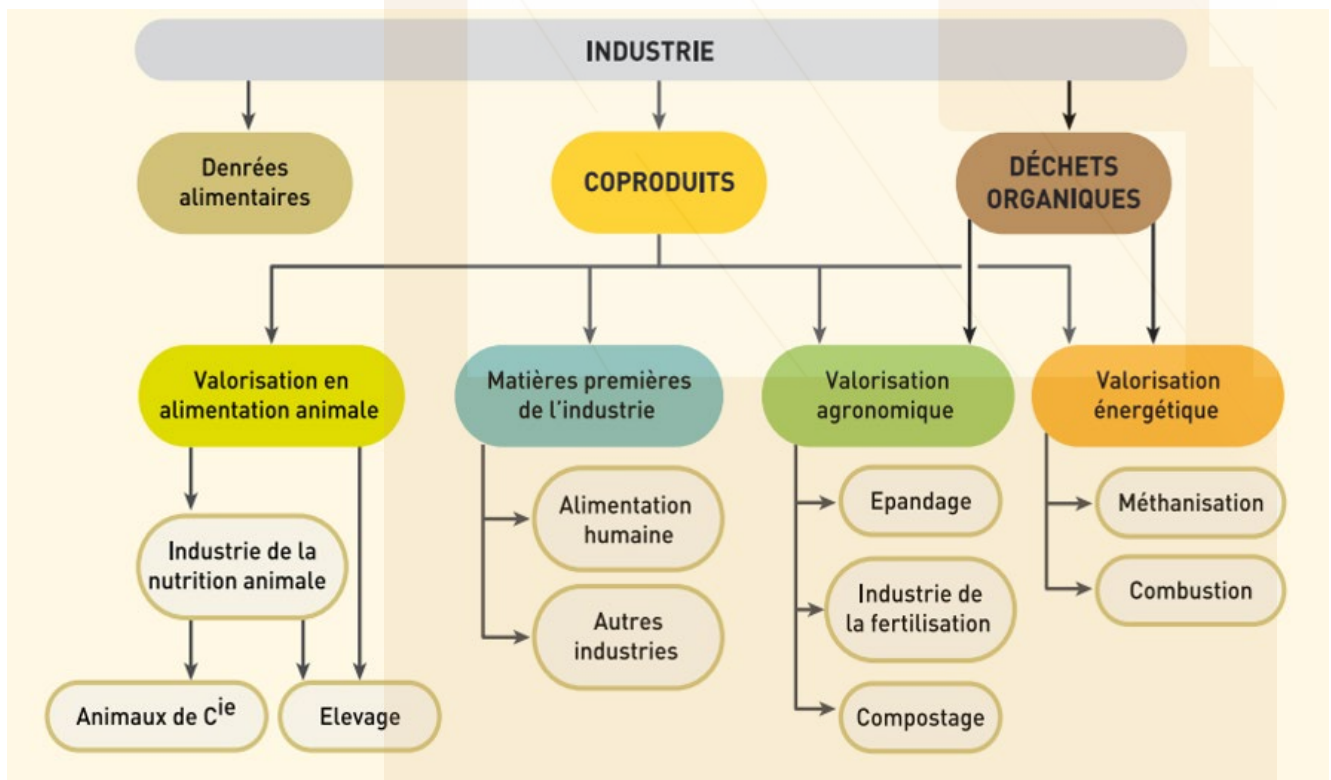 INDUSTRIE
Denrées
alimentaires
COPRODUITS
DÉCHETS
ORGANIQUES
Valorisation en
alimentation animale
Matières premières
de l'industrie
Valorisation
agronomique
Valorisation
énergétique
Industrie de la
nutrition animale
Animaux de Cie
Elevage
Alimentation
humaine
Autres
industries
Epandage
Industrie de
la fertilisation
Compostage
Méthanisation
Combustion